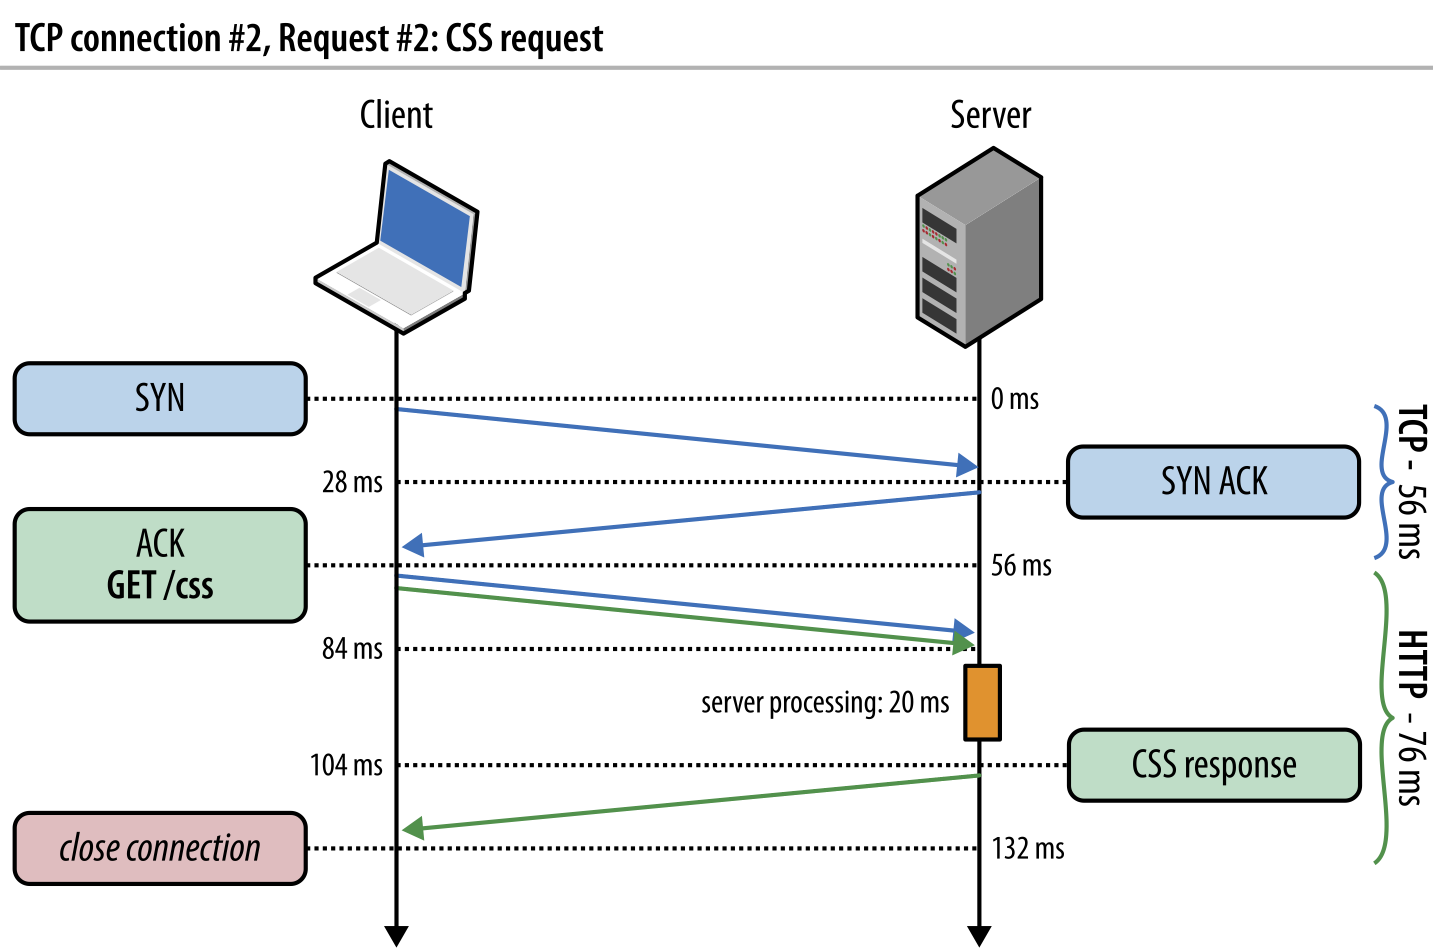 TCP connection #2, Request #2: CSS request
Client
Server
SYN
0 ms
28 ms
SYN ACK
TCP - 56 ms
ACK
GET /css
56 ms
84 ms
server processing: 20 ms
HTTP - 76 ms
104 ms
CSS response
close connection
132 ms